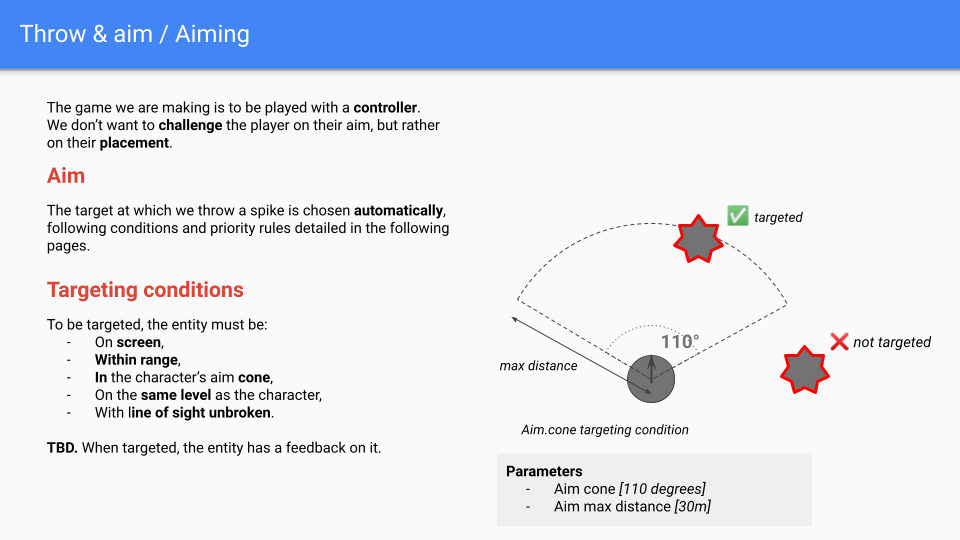 Throw & aim / Aiming
The game we are making is to be played with a controller.
We don’t want to challenge the player on their aim, but rather
on their placement.
Aim
The target at which we throw a spike is chosen automatically,
following conditions and priority rules detailed in the following
pages.
Targeting conditions
To be targeted, the entity must be:
- On screen,
- Within range,
- In the character’s aim cone,
- On the same level as the character,
- With line of sight unbroken.
TBD. When targeted, the entity has a feedback on it.
targeted
110°
not targeted
max distance
Aim.cone targeting condition
Parameters
- Aim cone [110 degrees]
- Aim max distance [30m]